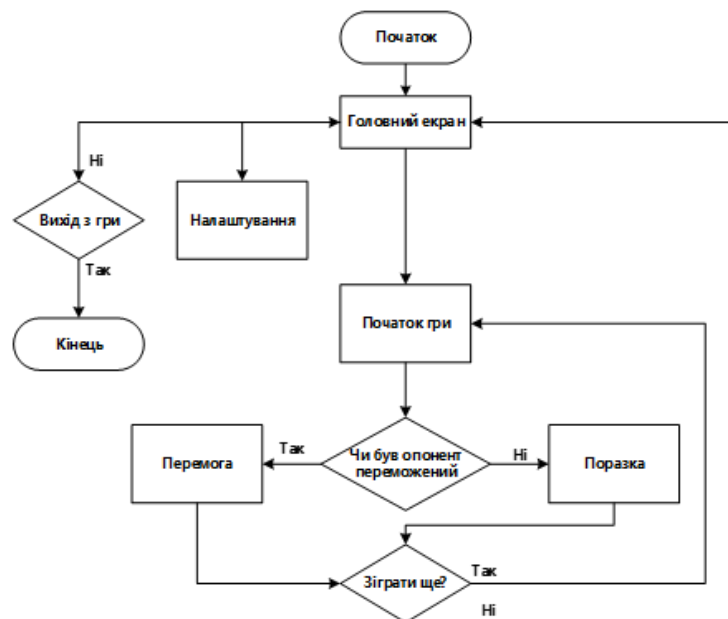 Початок
Головний екран
Ні
Вихід з гри
Налаштування
Так
Початок гри
Кінець
Так
Чи був опонент
переможений
Ні
Перемога
Поразка
Зіграти ще?
Так
Ні